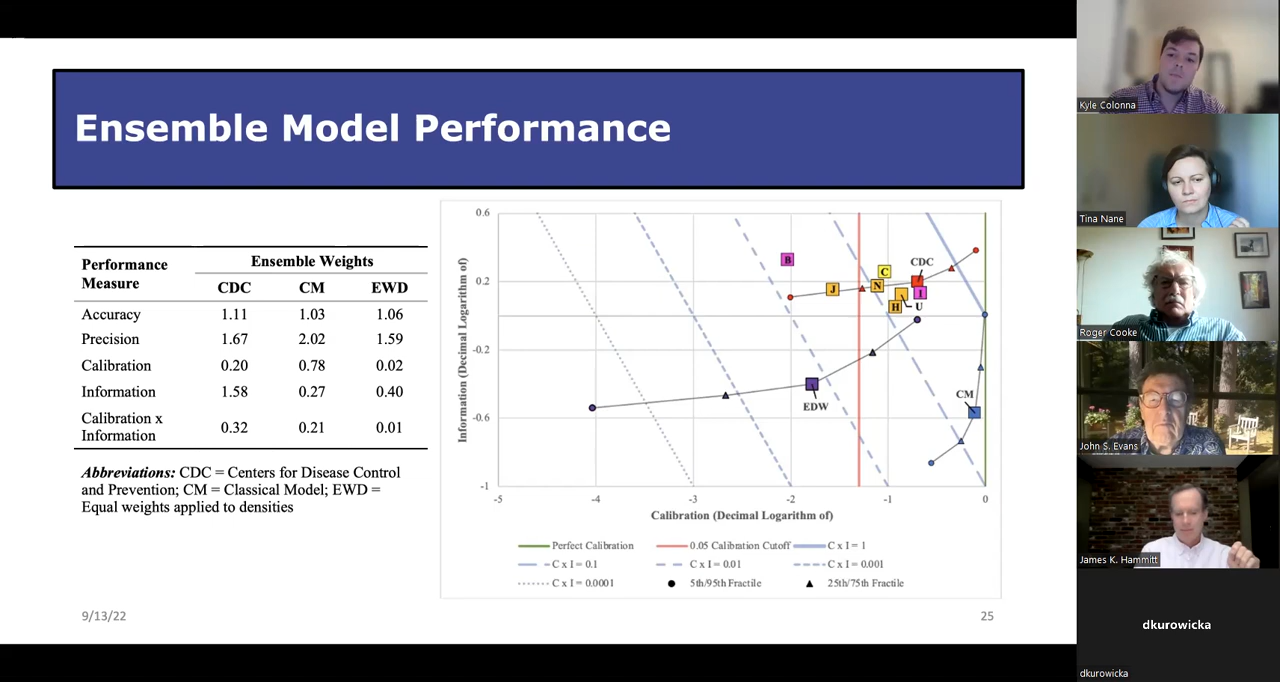 Ensemble Model Performance
Performance
Measure
Ensemble Weights
CDC CM EWD
Accuracy 1.11 1.03 1.06
Precision 1.67 2.02 1.59
Calibration 0.20 0.78 0.02
Information 1.58 0.27 0.40
Calibration x
Information 0.32 0.21 0.01
Abbreviations: CDC = Centers for Disease Control
and Prevention; CM = Classical Model; EWD =
Equal weights applied to densities
Information (Decimal Logarithm of)
0.6
0.2
-0.2
-0.6
-1
B
J
C
N
CDC
I
H
U
EDW
CM
-5 -4 -3 -2 -1 0
Calibration (Decimal Logarithm of)
Perfect Calibration 0.05 Calibration Cutoff C x I = 1
C x I = 0.1 C x I = 0.01 C x I = 0.001
C x I = 0.0001 5th/95th Fractile 25th/75th Fractile
9/13/22
25
Kyle Colonna
Tina Nane
Roger Cooke
John S. Evans
James K. Hammitt
dkurowicka
dkurowicka